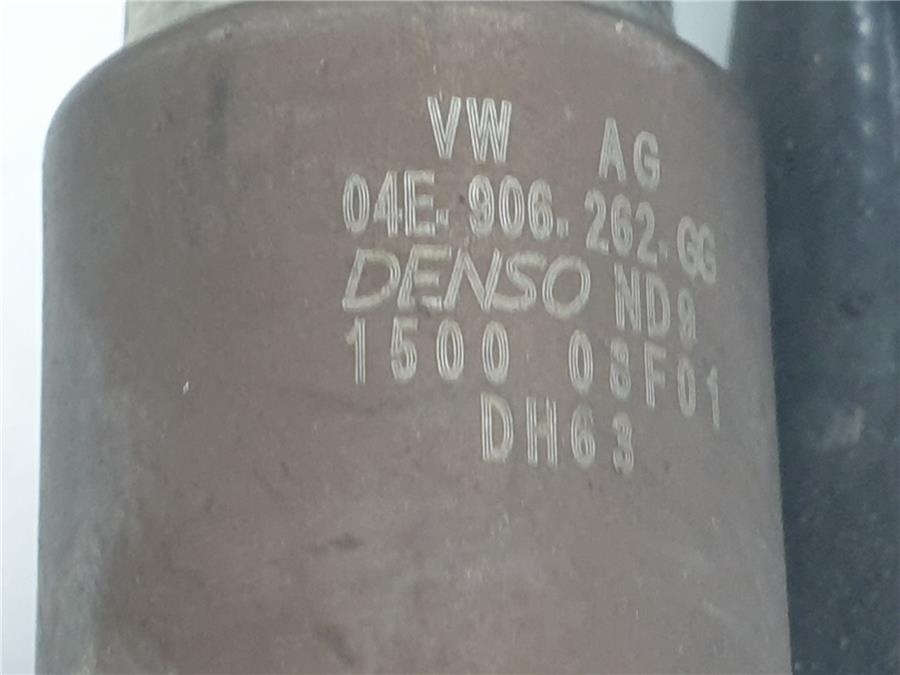 VW AG
04E.906.262.GG
DENSO ND9
1500 08F01
DH63